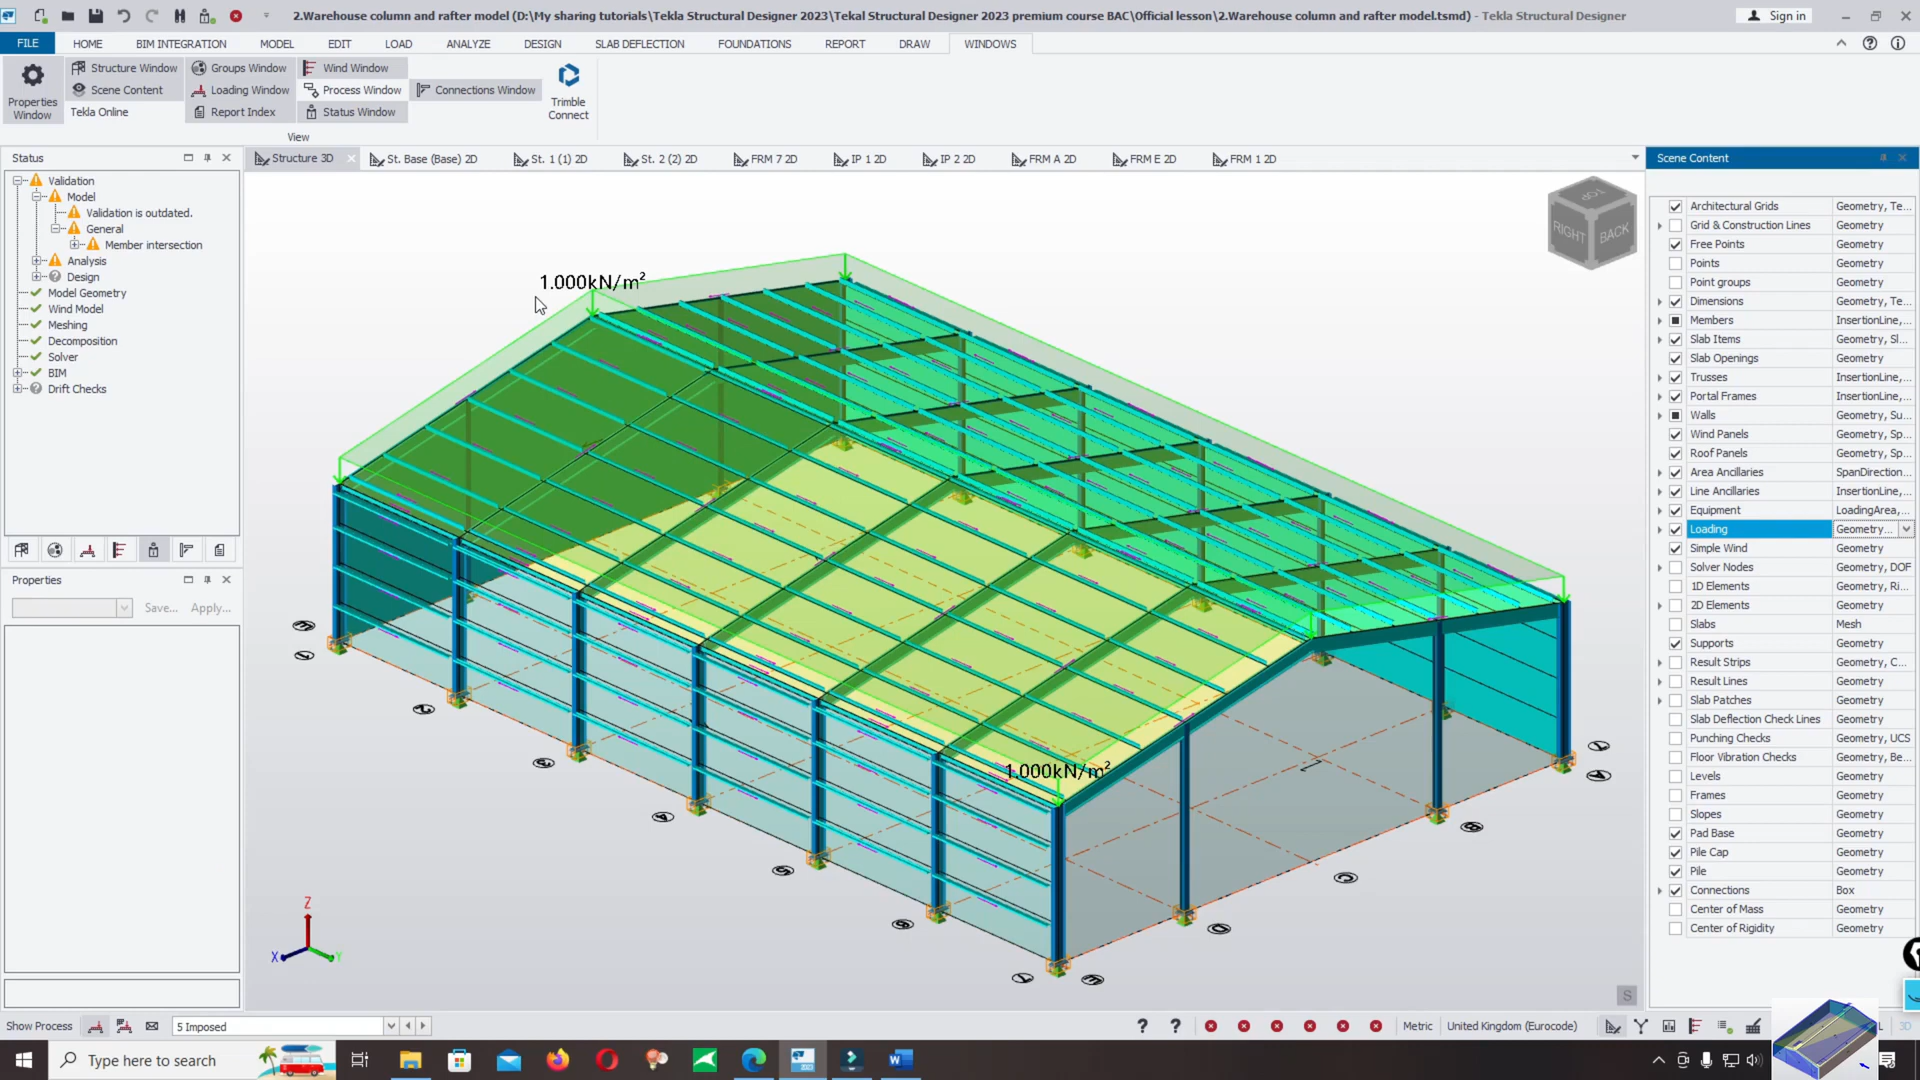 2.Warehouse column and rafter model (D:\My sharing tutorials\Tekla Structural Designer 2023\Tekal Structural Designer 2023 premium course BAC\Official lesson\2.Warehouse column and rafter model.tsmd) - Tekla Structural Designer
Sign in
FILE HOME BIM INTEGRATION MODEL EDIT LOAD ANALYZE DESIGN SLAB DEFLECTION FOUNDATIONS REPORT DRAW WINDOWS
Properties Window
Structure Window
Scene Content
Tekla Online
Groups Window
Loading Window
Report Index
Wind Window
Process Window
Status Window
Connections Window
Trimble Connect
View
Status
Structure 3D St. Base (Base) 2D St. 1 (1) 2D St. 2 (2) 2D FRM 7 2D IP 1 2D IP 2 2D FRM A 2D FRM E 2D FRM 1 2D
Validation
Model
Validation is outdated.
General
Member intersection
Analysis
Design
Model Geometry
Wind Model
Meshing
Decomposition
Solver
BIM
Drift Checks
Properties
Save... Apply...
TOP
RIGHT
BACK
1.000kN/m²
1.000kN/m²
Z
X
Y
S
Scene Content
Architectural Grids Geometry, Te...
Grid & Construction Lines Geometry
Free Points Geometry
Points Geometry
Point groups Geometry
Dimensions Geometry, Te...
Members InsertionLine,...
Slab Items Geometry, Sl...
Slab Openings Geometry
Trusses InsertionLine,...
Portal Frames InsertionLine,...
Walls Geometry, Su...
Wind Panels Geometry, Sp...
Roof Panels Geometry, Sp...
Area Ancillaries SpanDirection...
Line Ancillaries InsertionLine,...
Equipment LoadingArea,...
Loading Geometry...
Simple Wind Geometry
Solver Nodes Geometry, DOF
1D Elements Geometry, Ri...
2D Elements Geometry
Slabs Mesh
Supports Geometry
Result Strips Geometry, C...
Result Lines Geometry
Slab Patches Geometry
Slab Deflection Check Lines Geometry
Punching Checks Geometry, UCS
Floor Vibration Checks Geometry, Be...
Levels Geometry
Frames Geometry
Slopes Geometry
Pad Base Geometry
Pile Cap Geometry
Pile Geometry
Connections Box
Center of Mass Geometry
Center of Rigidity Geometry
Show Process 5 Imposed
Metric United Kingdom (Eurocode)
Type here to search